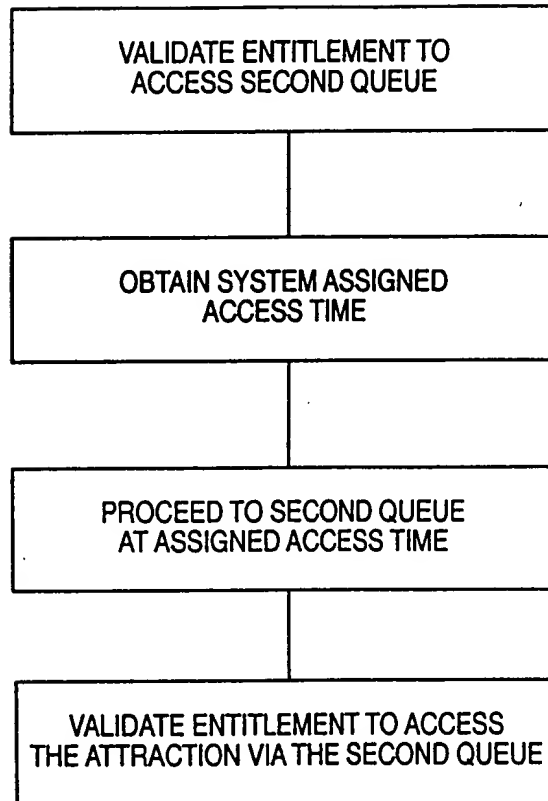 VALIDATE ENTITLEMENT TO
ACCESS SECOND QUEUE
OBTAIN SYSTEM ASSIGNED
ACCESS TIME
PROCEED TO SECOND QUEUE
AT ASSIGNED ACCESS TIME
VALIDATE ENTITLEMENT TO ACCESS
THE ATTRACTION VIA THE SECOND QUEUE